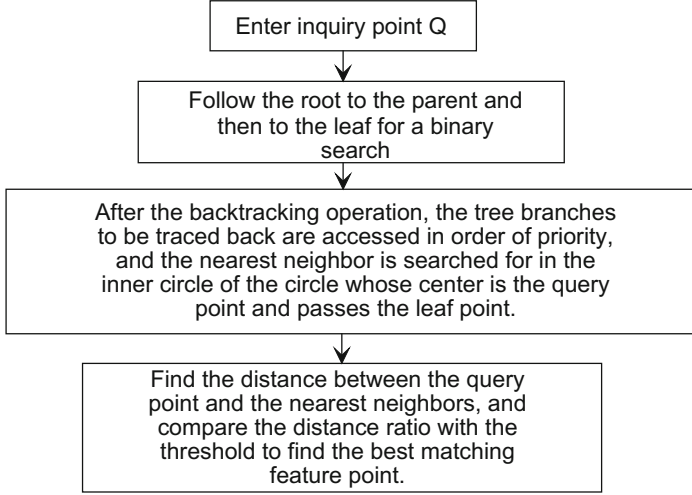 Enter inquiry point Q
Follow the root to the parent and
then to the leaf for a binary
search
After the backtracking operation, the tree branches
to be traced back are accessed in order of priority,
and the nearest neighbor is searched for in the
inner circle of the circle whose center is the query
point and passes the leaf point.
Find the distance between the query
point and the nearest neighbors, and
compare the distance ratio with the
threshold to find the best matching
feature point.